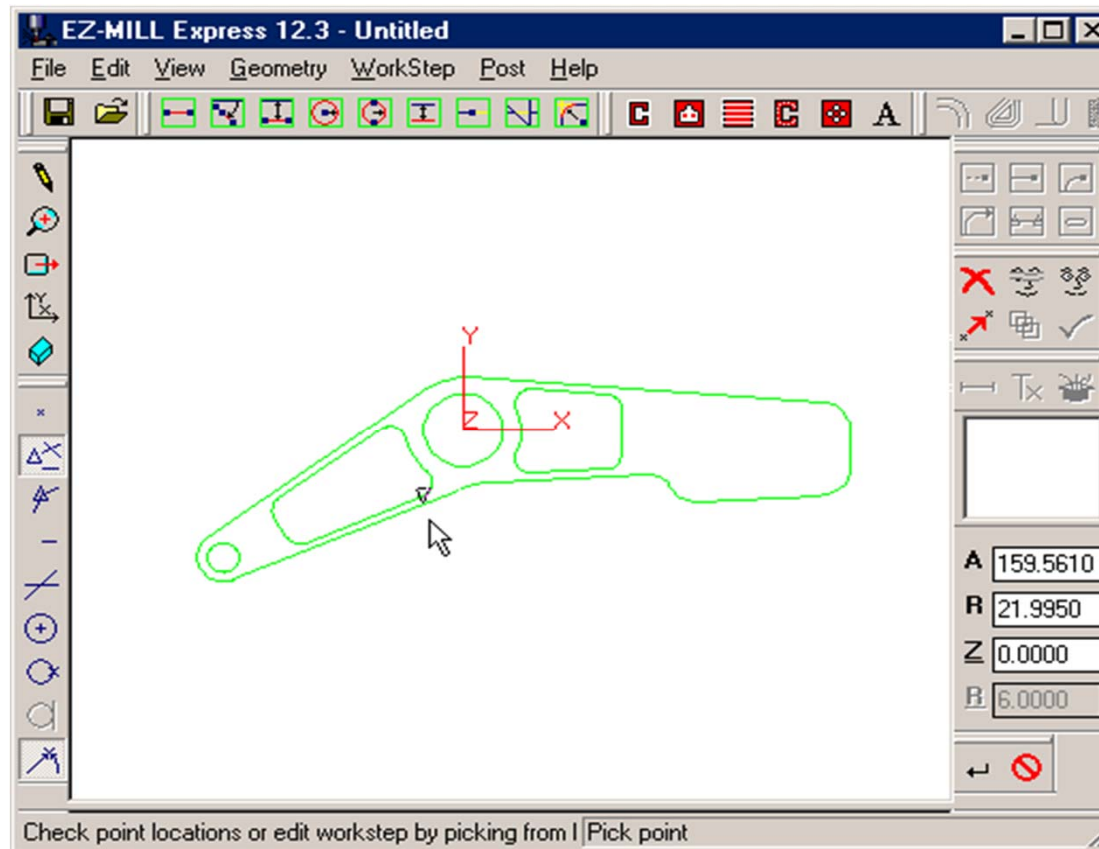 EZ-MILL Express 12.3 - Untitled
File Edit View Geometry WorkStep Post Help
C C A
Y
Z X
Tx
A 159.5610
R 21.9950
Z 0.0000
R 6.0000
Check point locations or edit workstep by picking from l Pick point